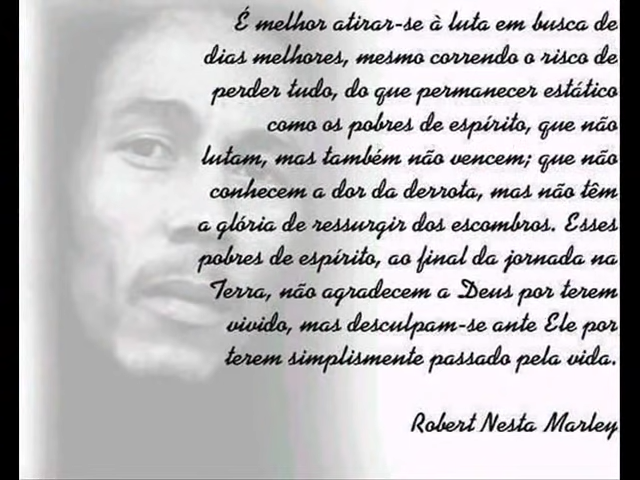 É melhor atirar-se à luta em busca de
dias melhores, mesmo correndo o risco de
perder tudo, do que permanecer estático
como os pobres de espírito, que não
lutam, mas também não vencem; que não
conhecem a dor da derrota, mas não têm
a glória de ressurgir dos escombros. Esses
pobres de espírito, ao final da jornada na
Terra, não agradecem a Deus por terem
vivido, mas desculpam-se ante Ele por
terem simplismente passado pela vida.
Robert Nesta Marley